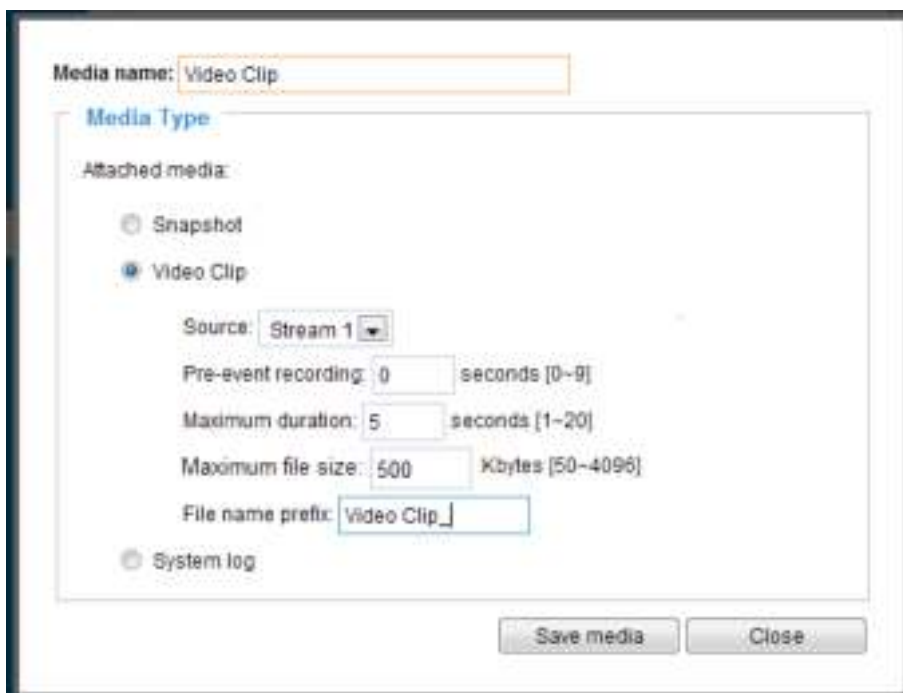 Media name: Video Clip
Media Type
Attached media:
Snapshot
Video Clip
Source: Stream 1
Pre-event recording: 0 seconds [0~9]
Maximum duration: 5 seconds [1~20]
Maximum file size: 500 Kbytes [50~4096]
File name prefix: Video Clip_
System log
Save media Close